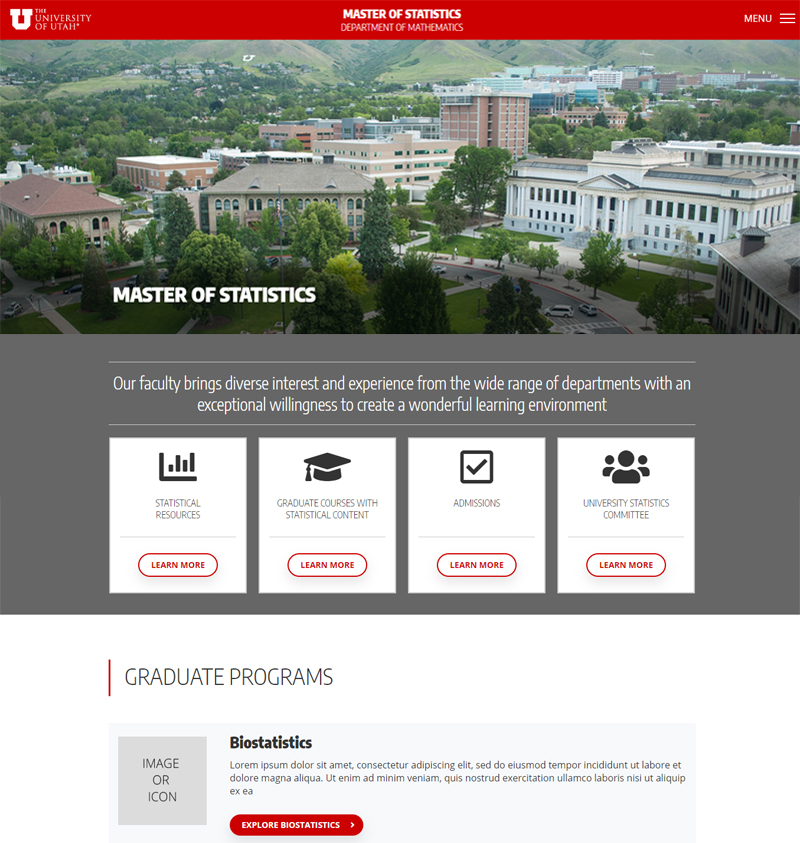 THE
UNIVERSITY
OF UTAH®
MASTER OF STATISTICS
DEPARTMENT OF MATHEMATICS
MENU
MASTER OF STATISTICS
Our faculty brings diverse interest and experience from the wide range of departments with an
exceptional willingness to create a wonderful learning environment
STATISTICAL
RESOURCES
LEARN MORE
GRADUATE COURSES WITH
STATISTICAL CONTENT
LEARN MORE
ADMISSIONS
LEARN MORE
UNIVERSITY STATISTICS
COMMITTEE
LEARN MORE
GRADUATE PROGRAMS
IMAGE
OR
ICON
Biostatistics
Lorem ipsum dolor sit amet, consectetur adipiscing elit, sed do eiusmod tempor incididunt ut labore et
dolore magna aliqua. Ut enim ad minim veniam, quis nostrud exercitation ullamco laboris nisi ut aliquip
ex ea
EXPLORE BIOSTATISTICS